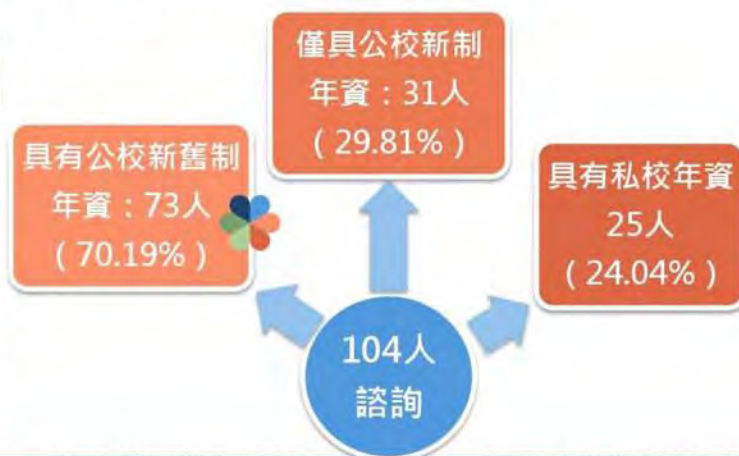 僅具公校新制
年資：31人
( 29.81% )
具有公校新舊制
年資：73人
( 70.19% )
具有私校年資
25人
( 24.04% )
104人
諮詢